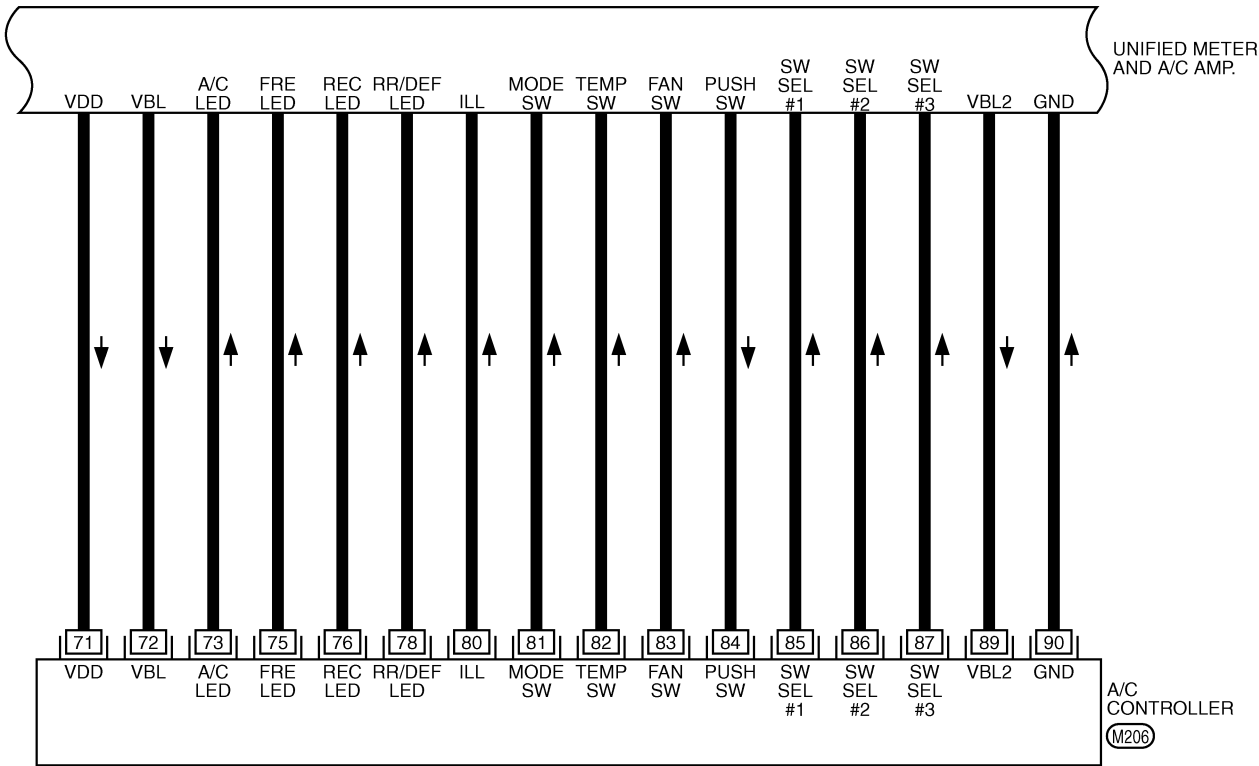 UNIFIED METER
AND A/C AMP.
VDD
VBL
A/C
LED
FRE
LED
REC
LED
RR/DEF
LED
ILL
MODE
SW
TEMP
SW
FAN
SW
PUSH
SW
SW
SEL
#1
SW
SEL
#2
SW
SEL
#3
VBL2
GND
71
72
73
75
76
78
80
81
82
83
84
85
86
87
89
90
VDD
VBL
A/C
LED
FRE
LED
REC
LED
RR/DEF
LED
ILL
MODE
SW
TEMP
SW
FAN
SW
PUSH
SW
SW
SEL
#1
SW
SEL
#2
SW
SEL
#3
VBL2
GND
A/C
CONTROLLER
M206